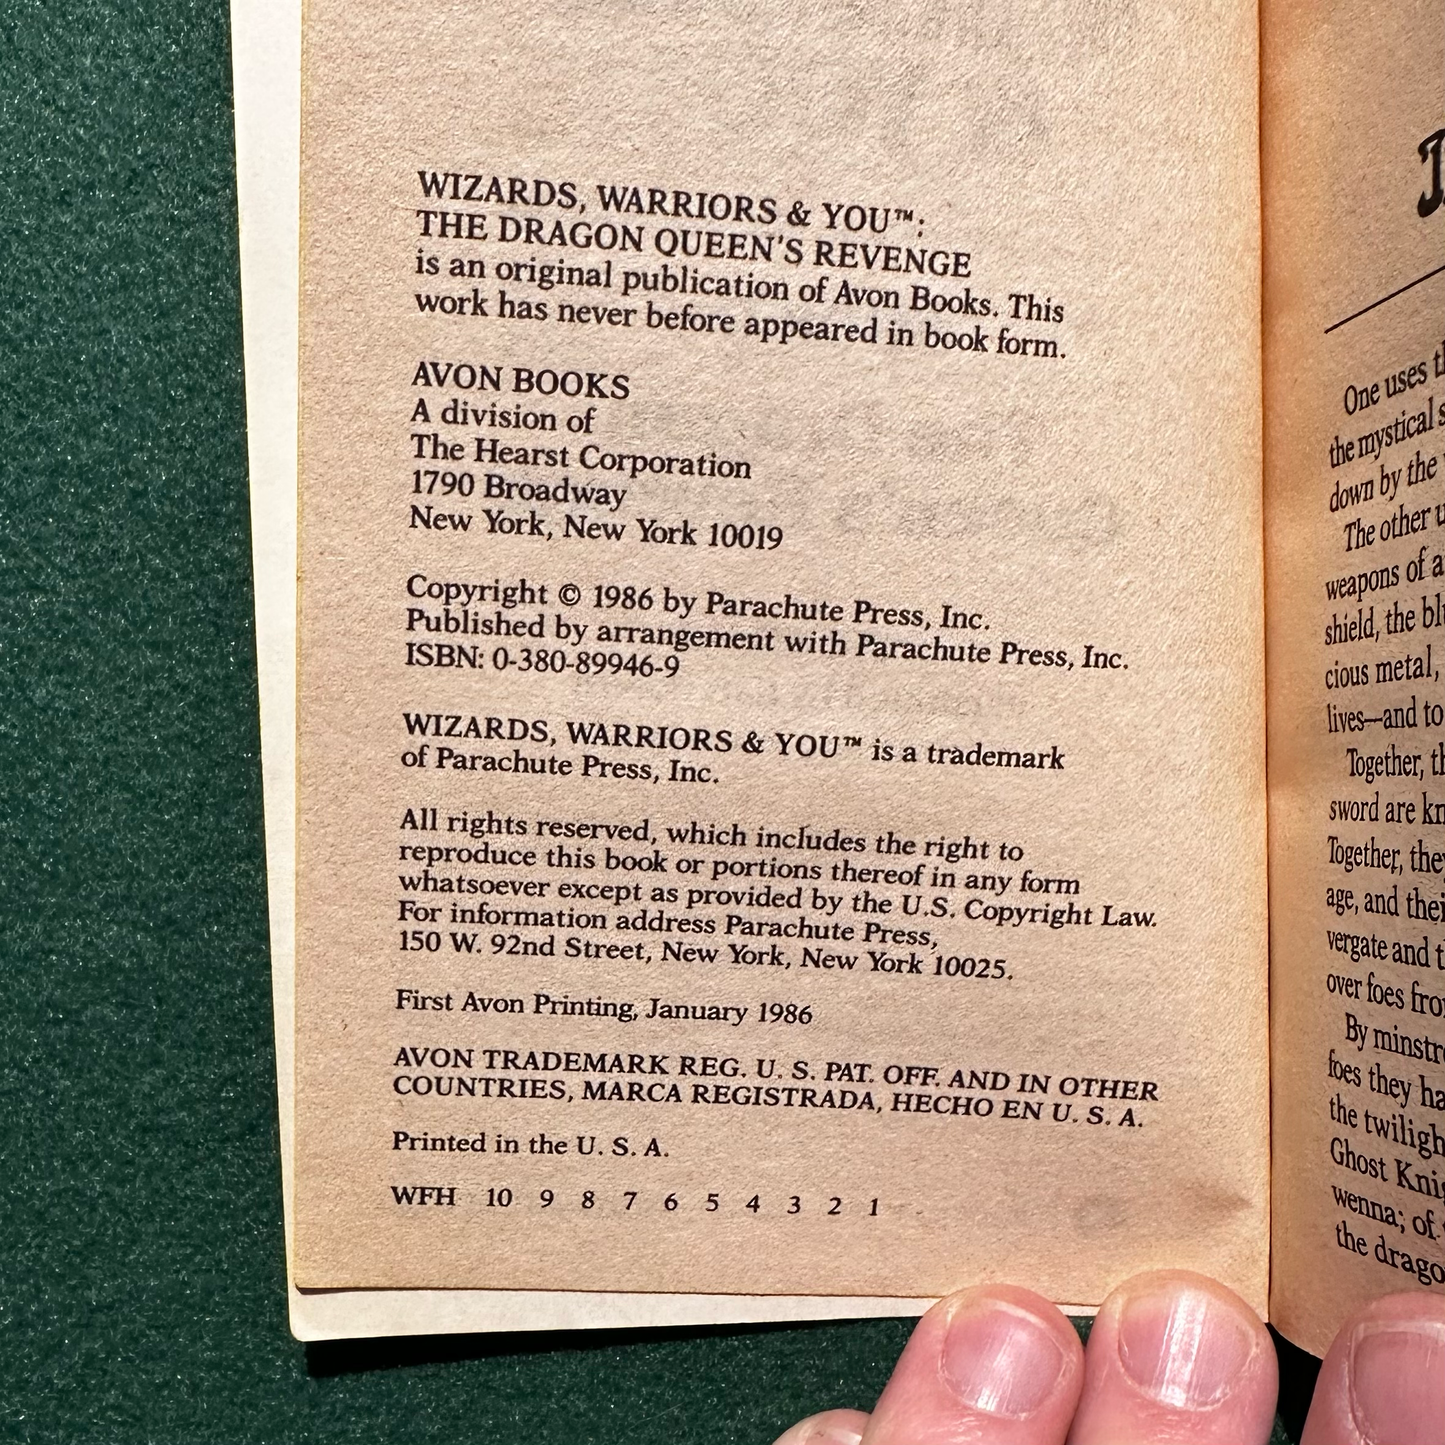 WIZARDS, WARRIORS & YOU™:
THE DRAGON QUEEN'S REVENGE
is an original publication of Avon Books. This
work has never before appeared in book form.
AVON BOOKS
A division of
The Hearst Corporation
1790 Broadway
New York, New York 10019
Copyright © 1986 by Parachute Press, Inc.
Published by arrangement with Parachute Press, Inc.
ISBN: 0-380-89946-9
WIZARDS, WARRIORS & YOU™ is a trademark
of Parachute Press, Inc.
All rights reserved, which includes the right to
reproduce this book or portions thereof in any form
whatsoever except as provided by the U.S. Copyright Law.
For information address Parachute Press,
150 W. 92nd Street, New York, New York 10025.
First Avon Printing, January 1986
AVON TRADEMARK REG. U. S. PAT. OFF. AND IN OTHER
COUNTRIES, MARCA REGISTRADA, HECHO EN U. S. A.
Printed in the U. S. A.
WFH 10 9 8 7 6 5 4 3 2 1
One uses
the mystical
down by the
The other
weapons of
shield, the
cious metal,
lives—and to
Together,
sword are
Together,
age, and
vergate and
over foes
By
foes they
the
Ghost
wenna; of
the